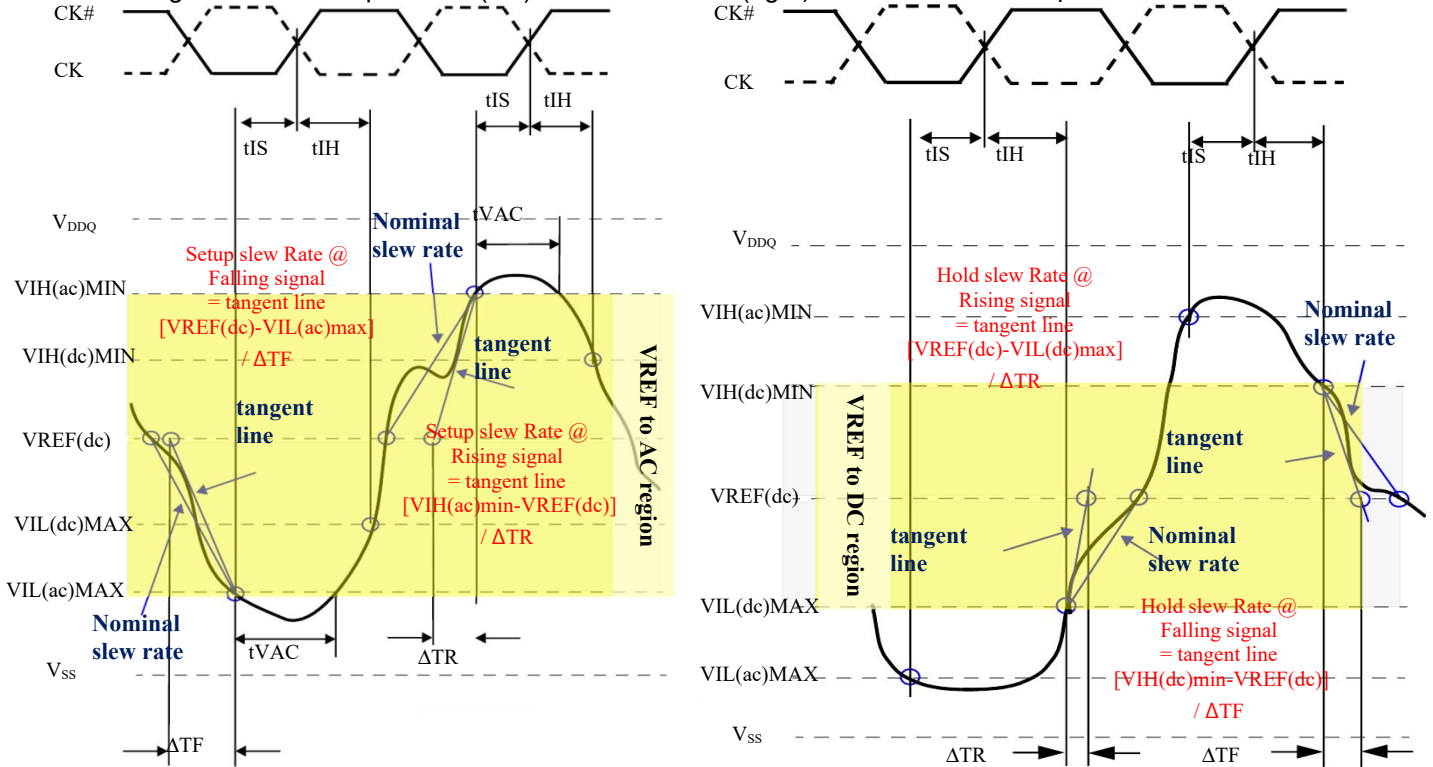 CK#
CK
tIS
tIH
tIS
tIH
VDDQ
Nominal
slew rate
tVAC
Setup slew Rate @
Falling signal
= tangent line
[VREF(dc)-VIL(ac)max]
/ ΔTF
VIH(ac)MIN
VIH(dc)MIN
tangent
line
tangent
line
VREF(dc)
Setup slew Rate @
Rising signal
= tangent line
[VIH(ac)min-VREF(dc)]
/ ΔTR
VREF to AC region
VIL(dc)MAX
VIL(ac)MAX
Nominal
slew rate
tVAC
ΔTR
VSS
ΔTF
CK#
CK
tIS
tIH
tIS
tIH
VDDQ
Hold slew Rate @
Rising signal
= tangent line
[VREF(dc)-VIL(dc)max]
/ ΔTR
VIH(ac)MIN
Nominal
slew rate
VIH(dc)MIN
VREF to DC region
tangent
line
VREF(dc)
tangent
line
Nominal
slew rate
VIL(dc)MAX
Hold slew Rate @
Falling signal
= tangent line
[VIH(dc)min-VREF(dc)]
/ ΔTF
VIL(ac)MAX
VSS
ΔTR
ΔTF